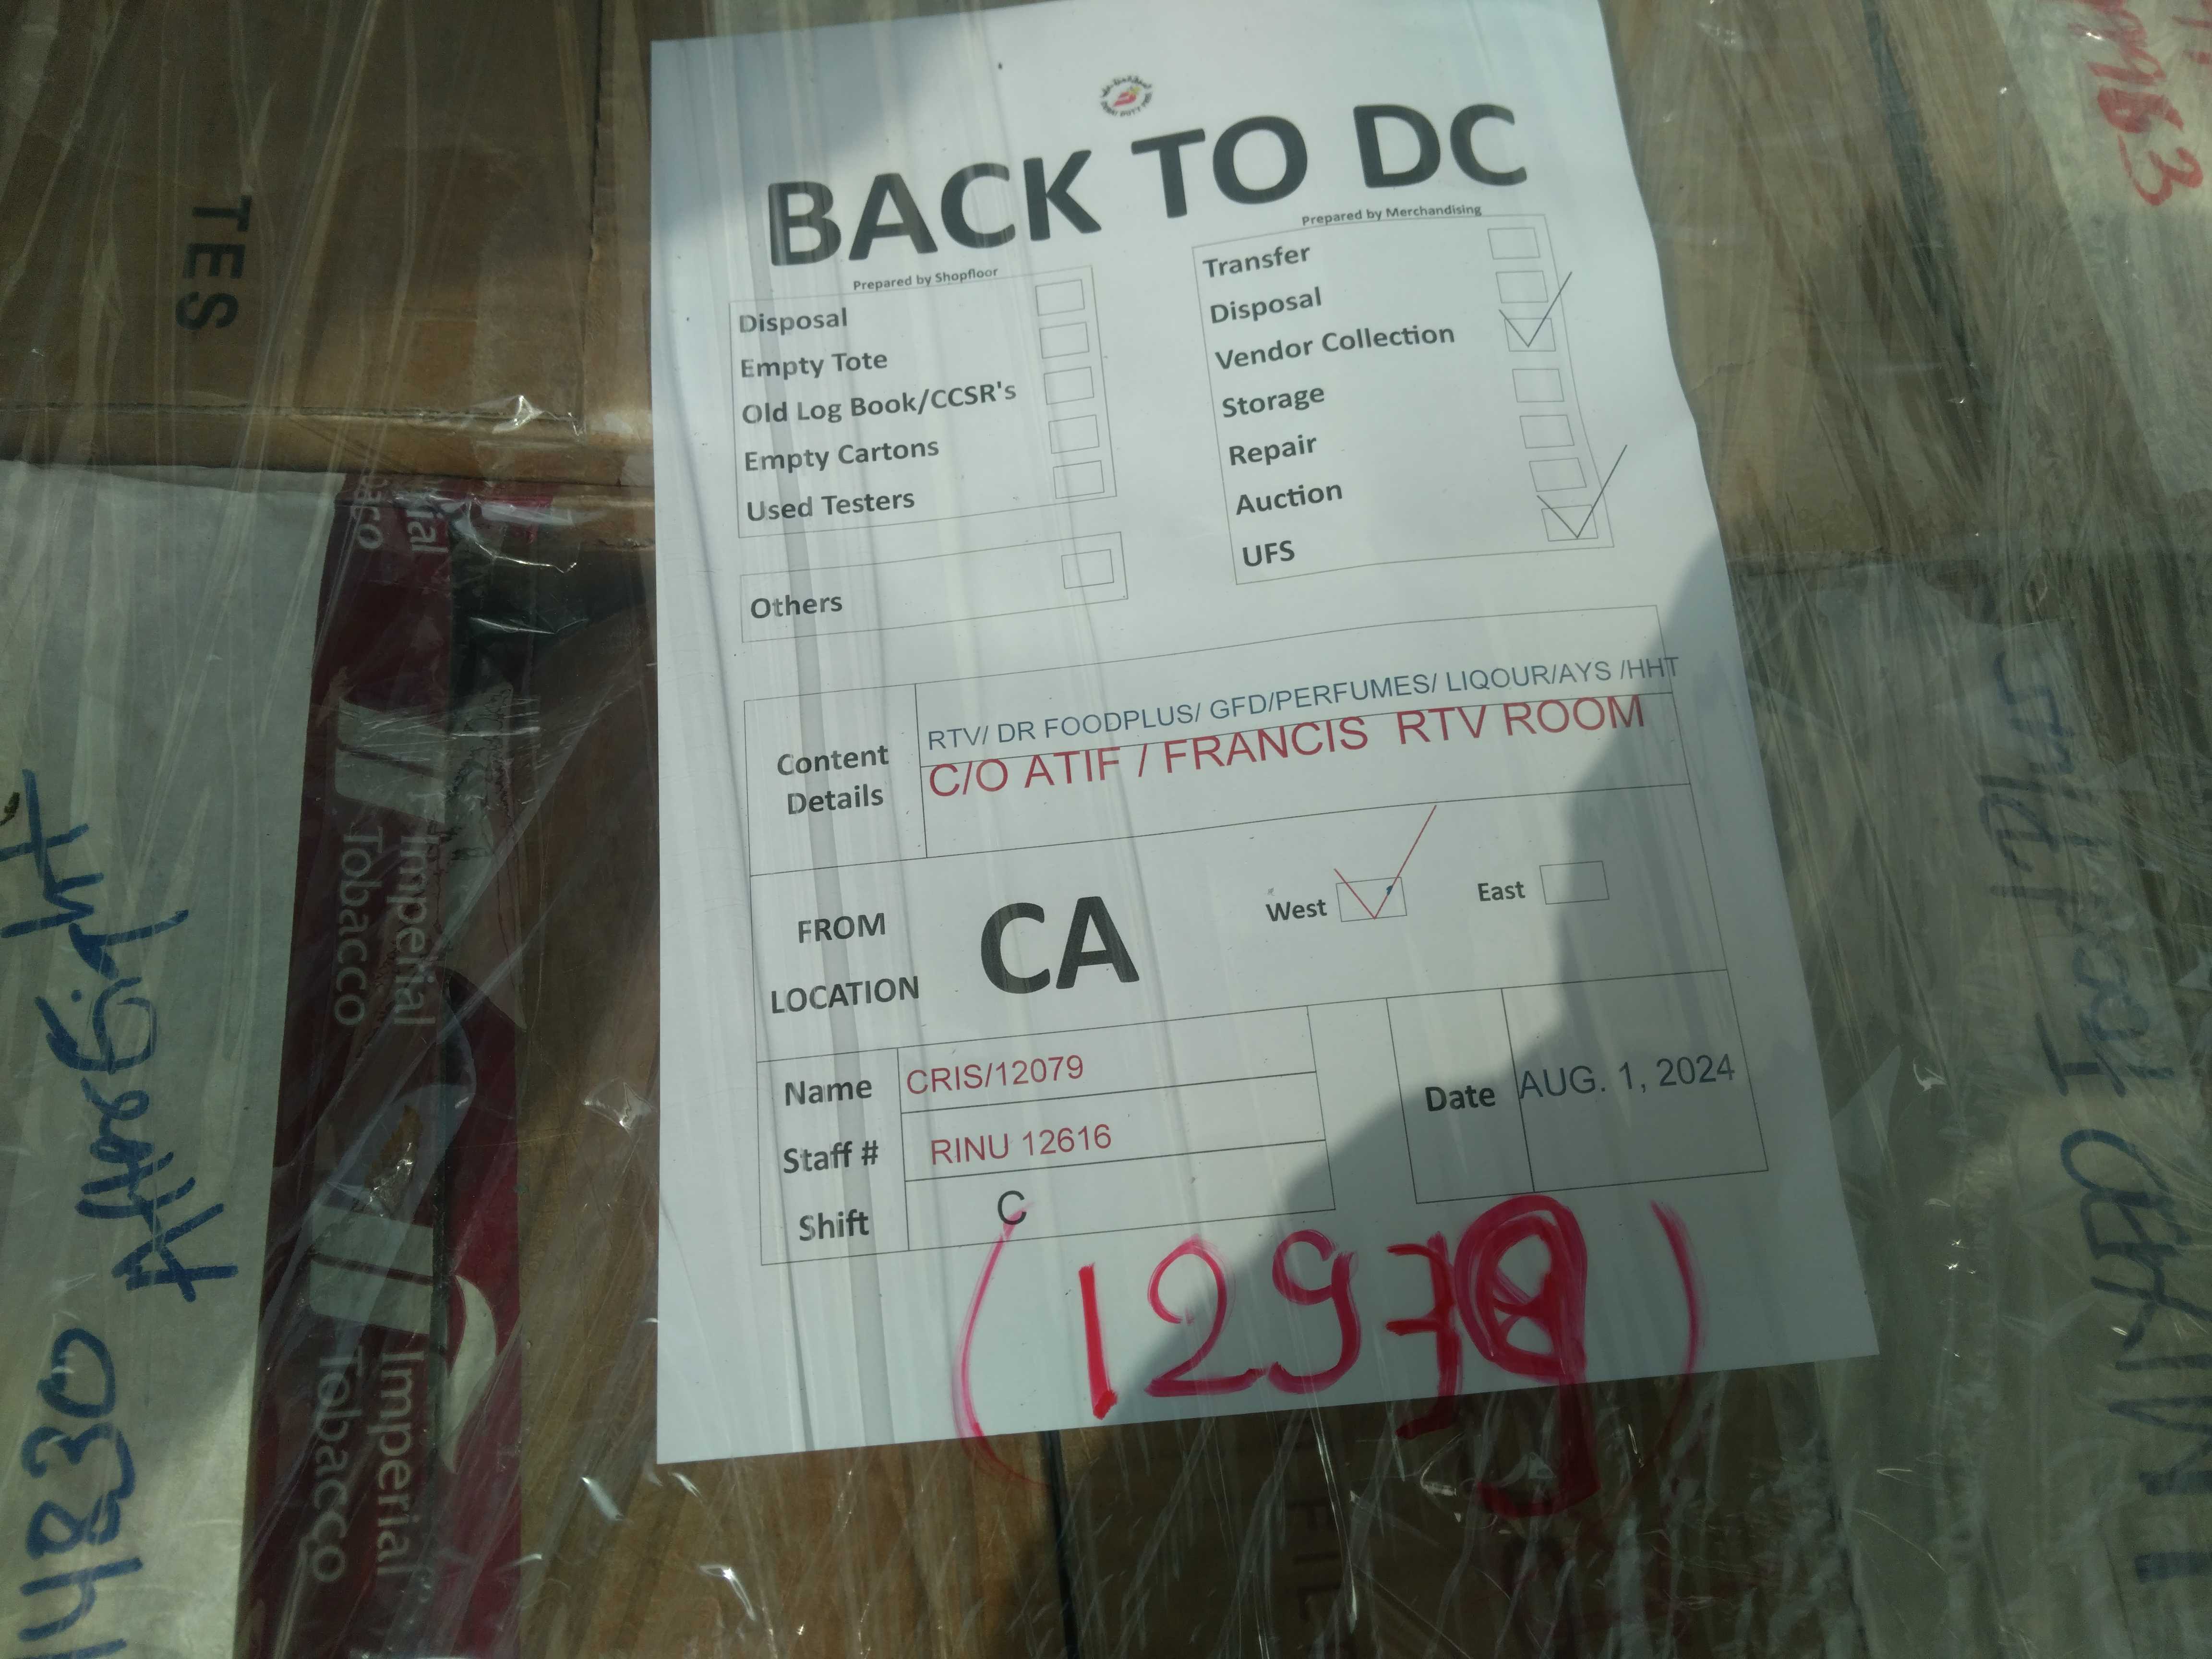 BACK TO DC
Prepared by Shopfloor
Disposal
Empty Tote
Old Log Book/CCSR's
Empty Cartons
Used Testers
Others
Prepared by Merchandising
Transfer
Disposal
Vendor Collection
Storage
Repair
Auction
UFS
Content Details
RTV/ DR FOODPLUS/ GFD/PERFUMES/ LIQOUR/AYS /HHT
C/O ATIF / FRANCIS RTV ROOM
FROM LOCATION
CA
West
East
Name
CRIS/12079
Staff #
RINU 12616
Shift
C
Date
AUG. 1, 2024
TES
Imperial
Tobacco
Imperial
Tobacco